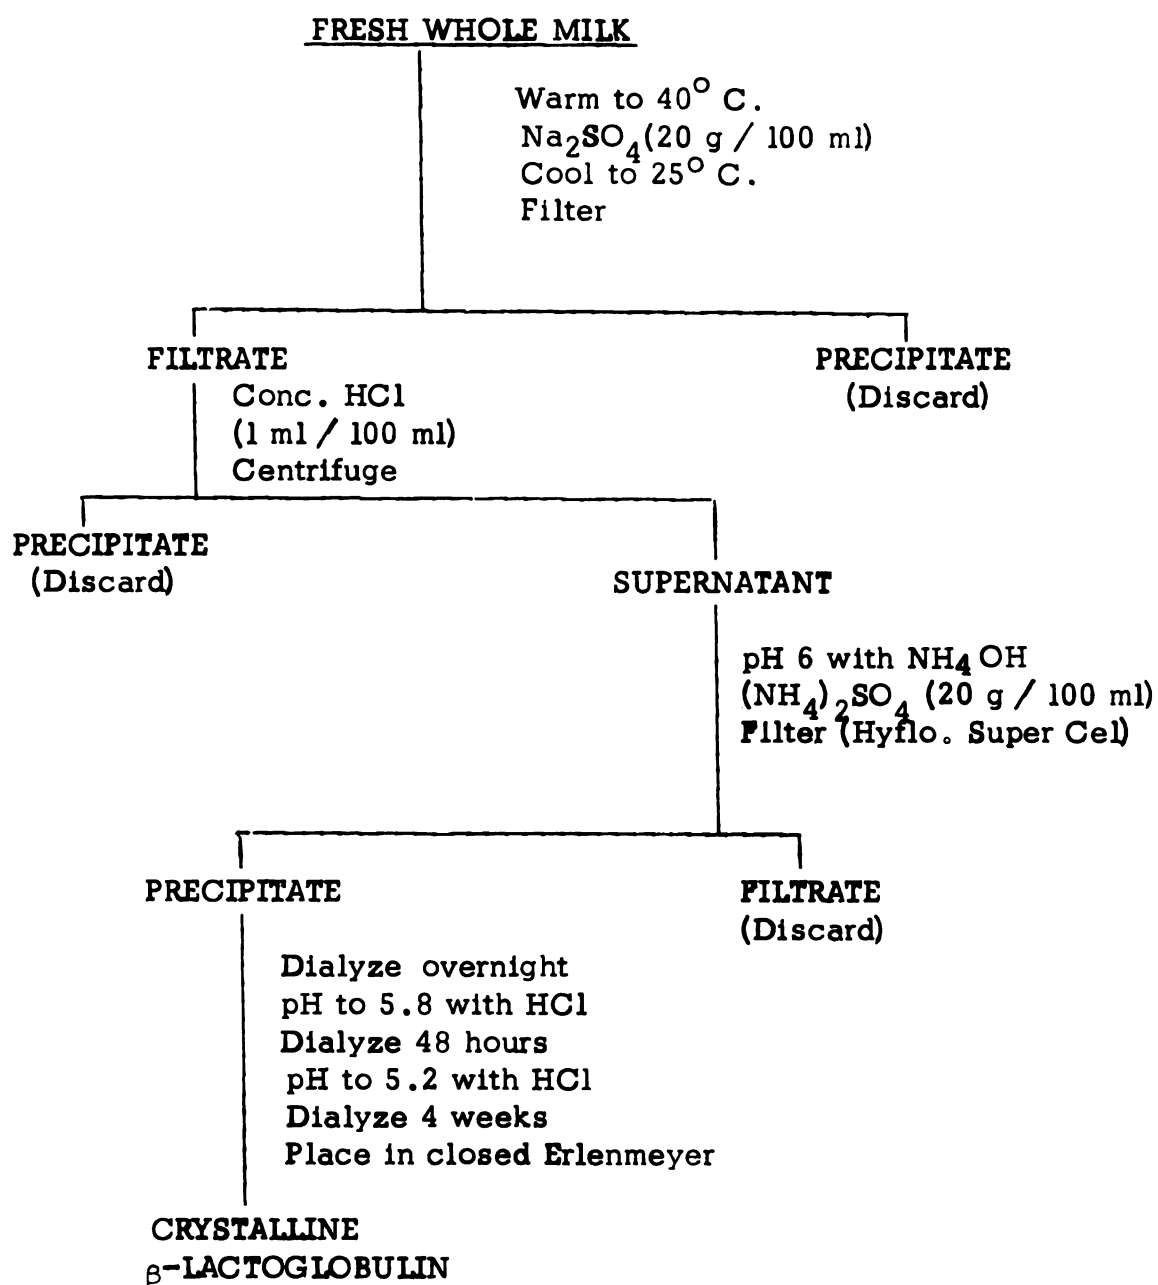 FRESH WHOLE MILK
Warm to 40° C.
Na₂SO₄ (20 g / 100 ml)
Cool to 25° C.
Filter
FILTRATE
PRECIPITATE
(Discard)
Conc. HCl
(1 ml / 100 ml)
Centrifuge
PRECIPITATE
(Discard)
SUPERNATANT
pH 6 with NH₄OH
(NH₄)₂SO₄ (20 g / 100 ml)
Filter (Hyflo. Super Cel)
PRECIPITATE
FILTRATE
(Discard)
Dialyze overnight
pH to 5.8 with HCl
Dialyze 48 hours
pH to 5.2 with HCl
Dialyze 4 weeks
Place in closed Erlenmeyer
CRYSTALLINE
β-LACTOGLOBULIN